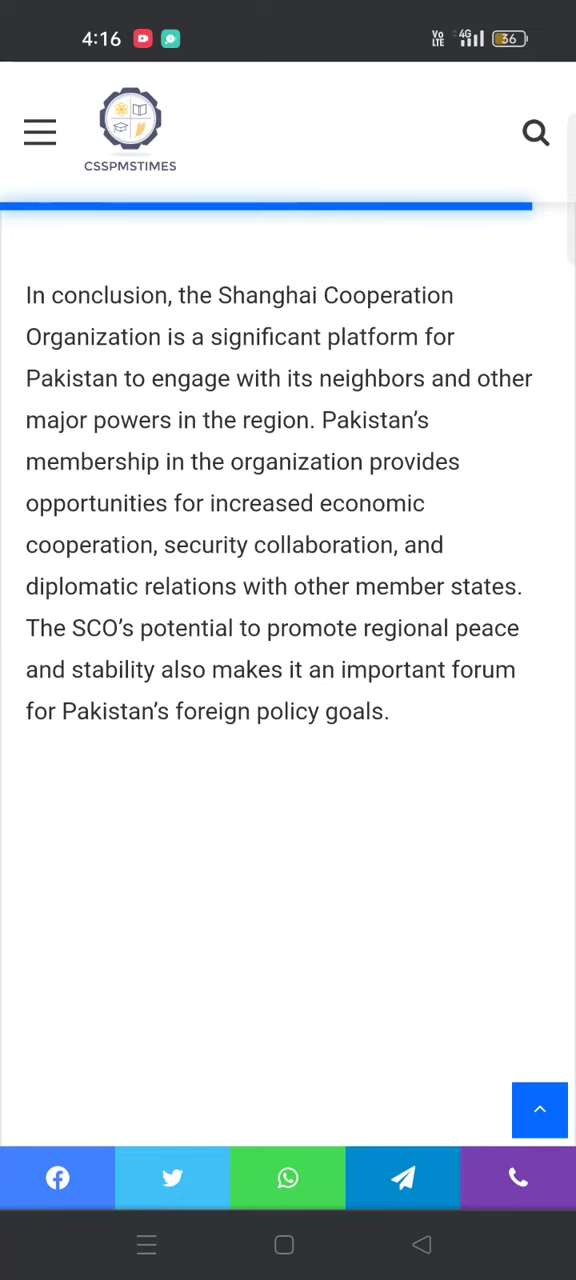 4:16
Vo LTE 4G 36
CSSPMSTIMES
In conclusion, the Shanghai Cooperation
Organization is a significant platform for
Pakistan to engage with its neighbors and other
major powers in the region. Pakistan’s
membership in the organization provides
opportunities for increased economic
cooperation, security collaboration, and
diplomatic relations with other member states.
The SCO’s potential to promote regional peace
and stability also makes it an important forum
for Pakistan’s foreign policy goals.